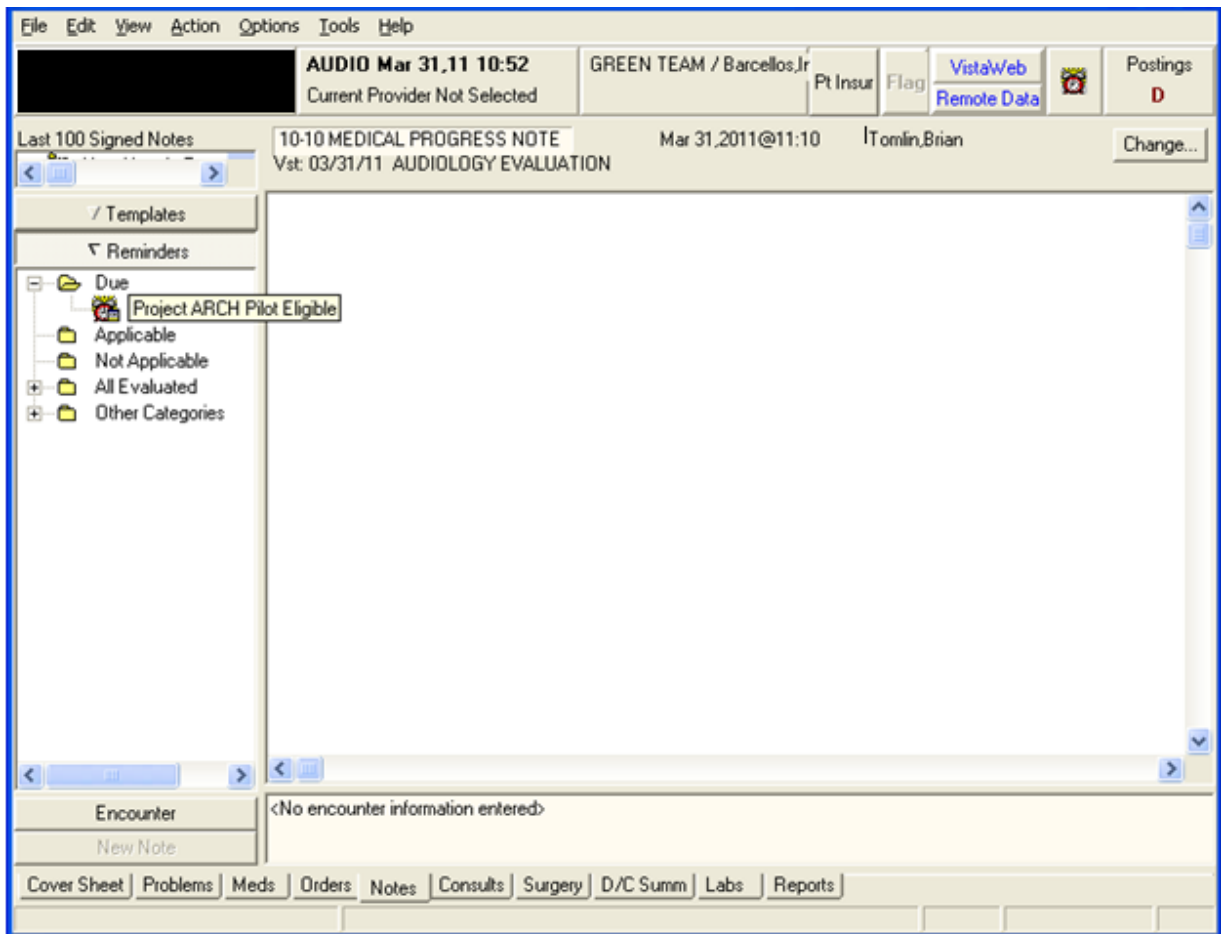 File Edit View Action Options Tools Help
AUDIO Mar 31,11 10:52
Current Provider Not Selected
GREEN TEAM / Barcellos,Ir
Pt Insur
Flag
VistaWeb
Remote Data
Postings
D
Last 100 Signed Notes
10-10 MEDICAL PROGRESS NOTE Mar 31,2011@11:10 Tomlin,Brian
Change...
Vst: 03/31/11 AUDIOLOGY EVALUATION
Templates
Reminders
Due
Project ARCH Pilot Eligible
Applicable
Not Applicable
All Evaluated
Other Categories
Encounter
<No encounter information entered>
New Note
Cover Sheet Problems Meds Orders Notes Consults Surgery D/C Summ Labs Reports